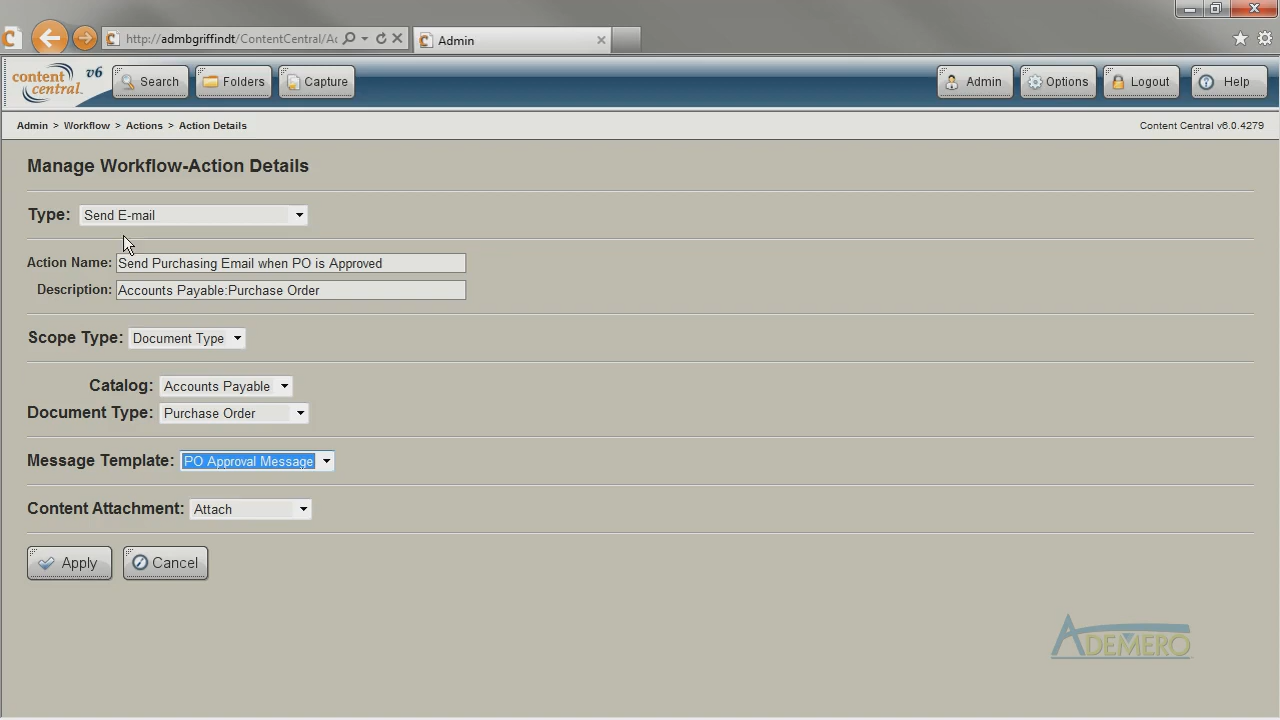 http://admbgriffindt/ContentCentral/Ac
Admin
content central. v6
Search
Folders
Capture
Admin
Options
Logout
Help
Admin > Workflow > Actions > Action Details
Content Central v6.0.4279
Manage Workflow-Action Details
Type: Send E-mail
Action Name: Send Purchasing Email when PO is Approved
Description: Accounts Payable:Purchase Order
Scope Type: Document Type
Catalog: Accounts Payable
Document Type: Purchase Order
Message Template: PO Approval Message
Content Attachment: Attach
Apply
Cancel
ADEMERO